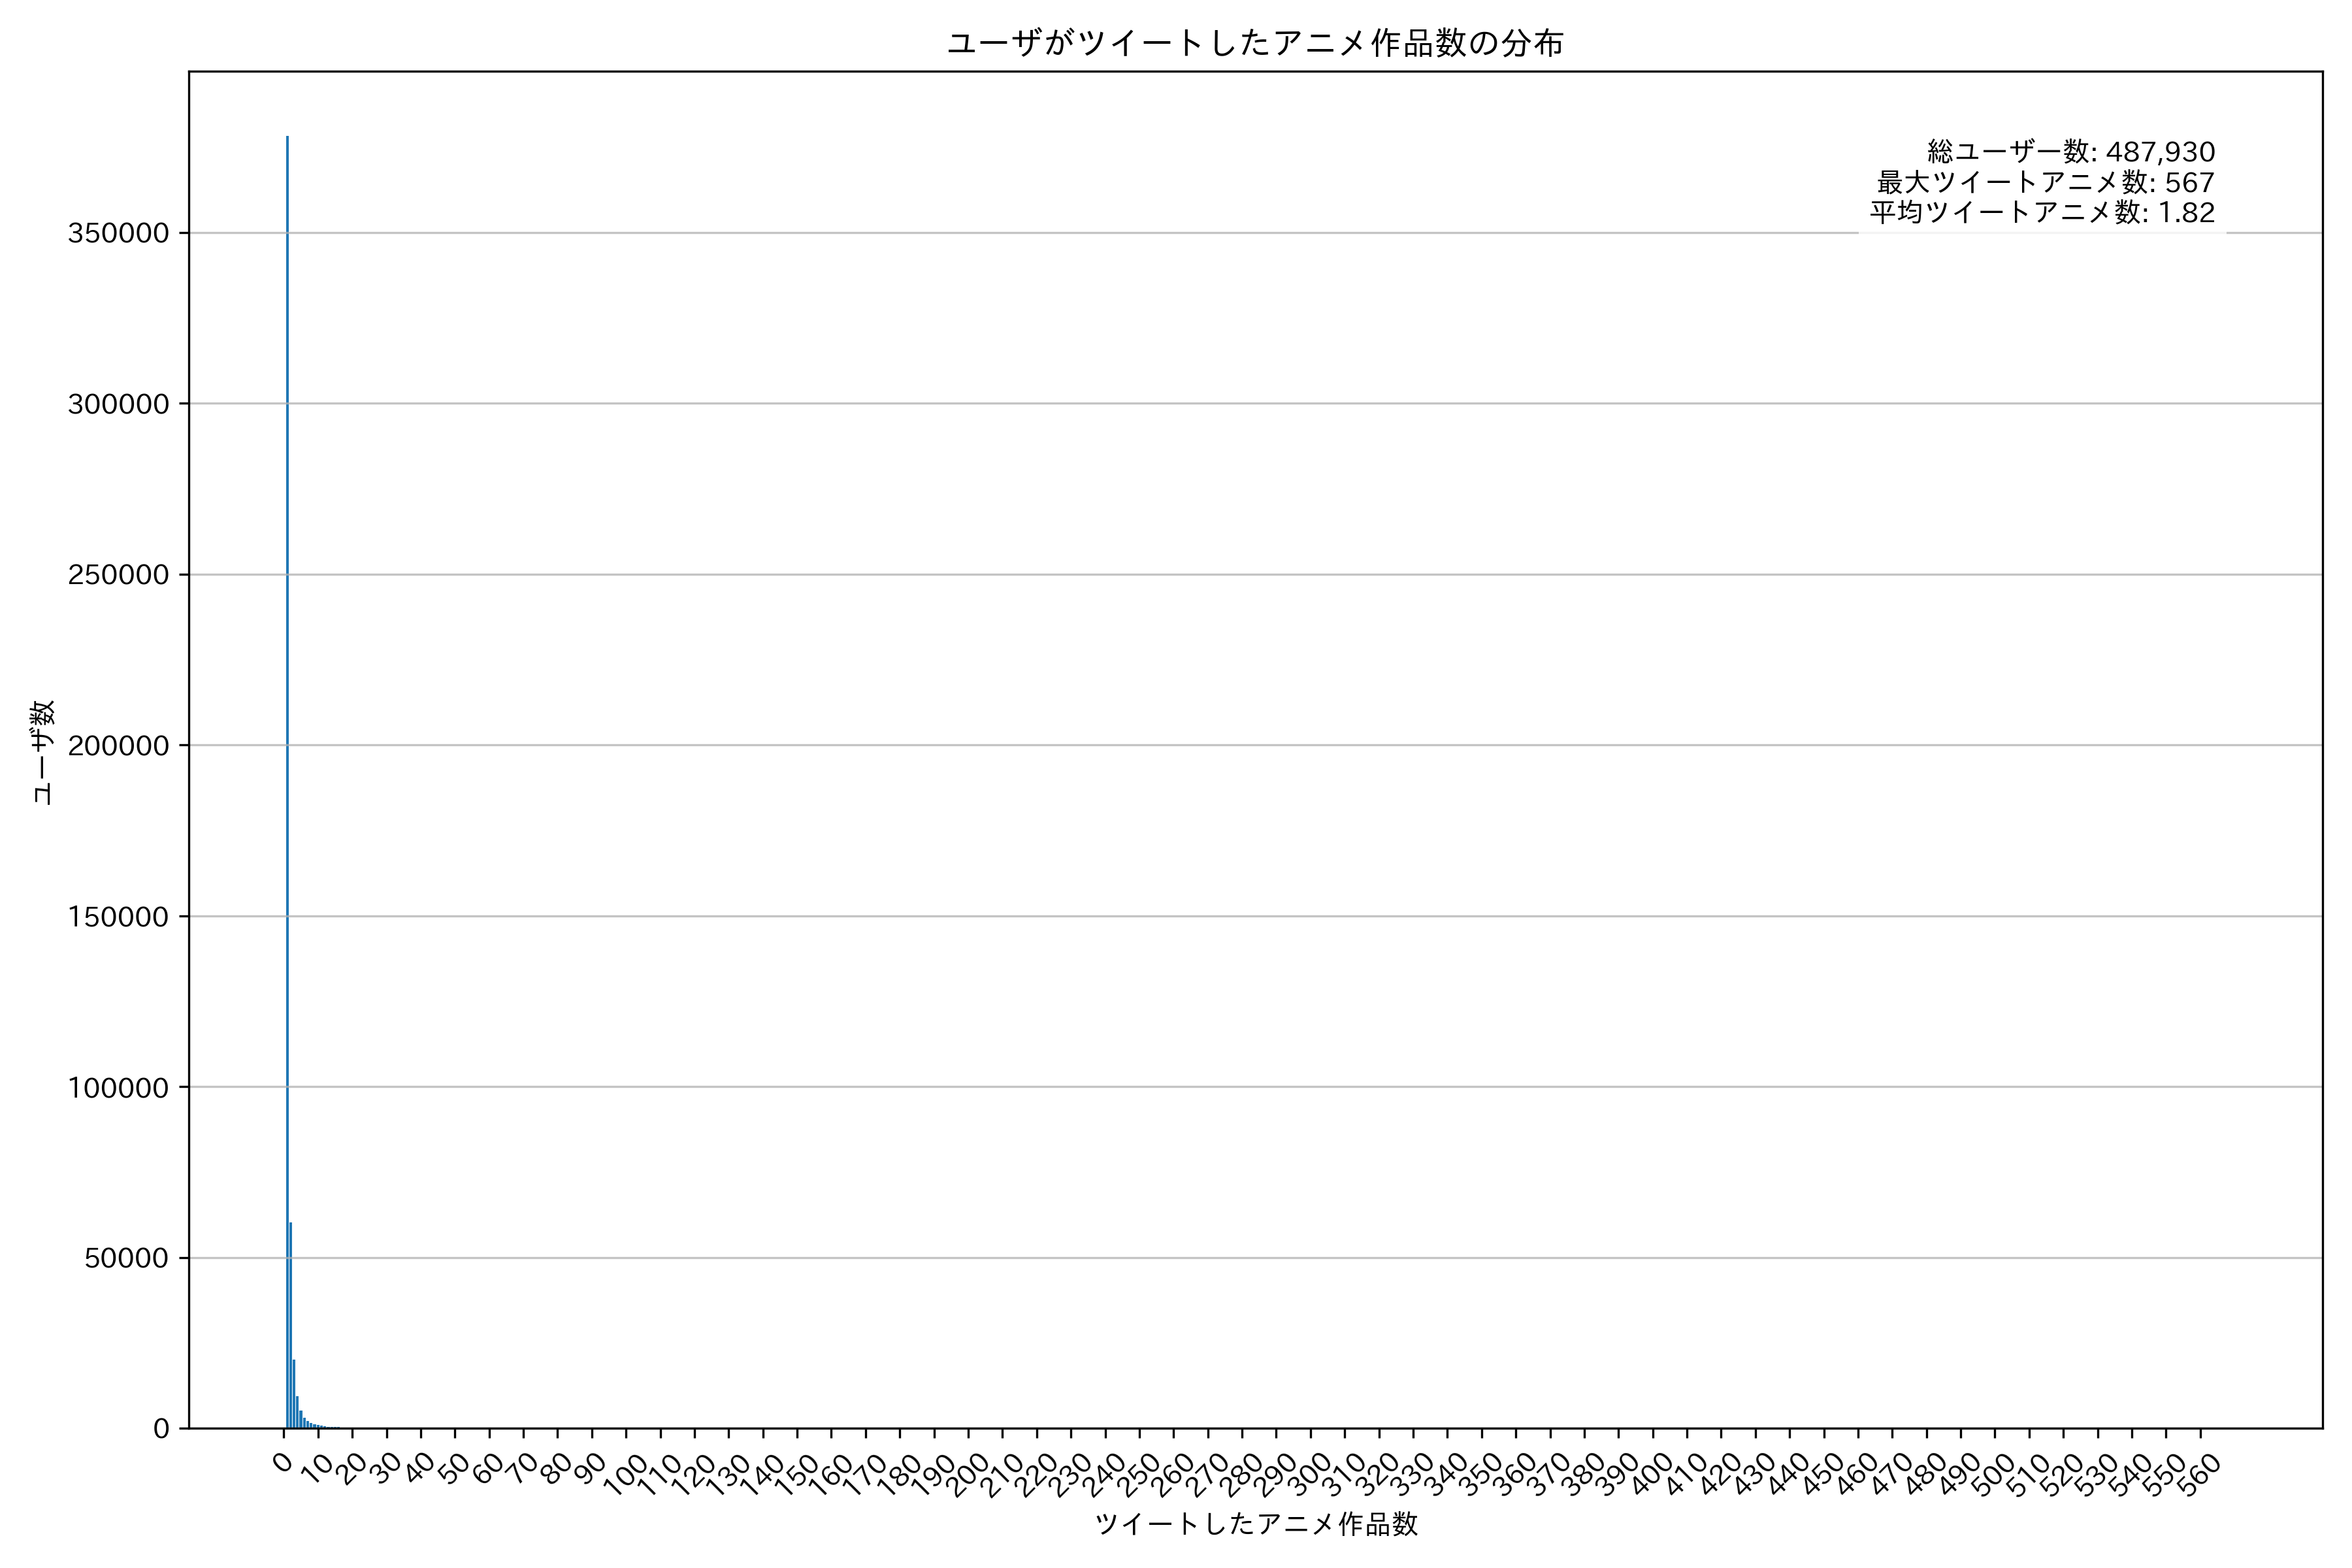 ユーザがツイートしたアニメ作品数の分布
総ユーザー数: 487,930
最大ツイートアニメ数: 567
平均ツイートアニメ数: 1.82
ユーザ数
350000
300000
250000
200000
150000
100000
50000
0
0 10 20 30 40 50 60 70 80 90 100 110 120 130 140 150 160 170 180 190 200 210 220 230 240 250 260 270 280 290 300 310 320 330 340 350 360 370 380 390 400 410 420 430 440 450 460 470 480 490 500 510 520 530 540 550 560
ツイートしたアニメ作品数